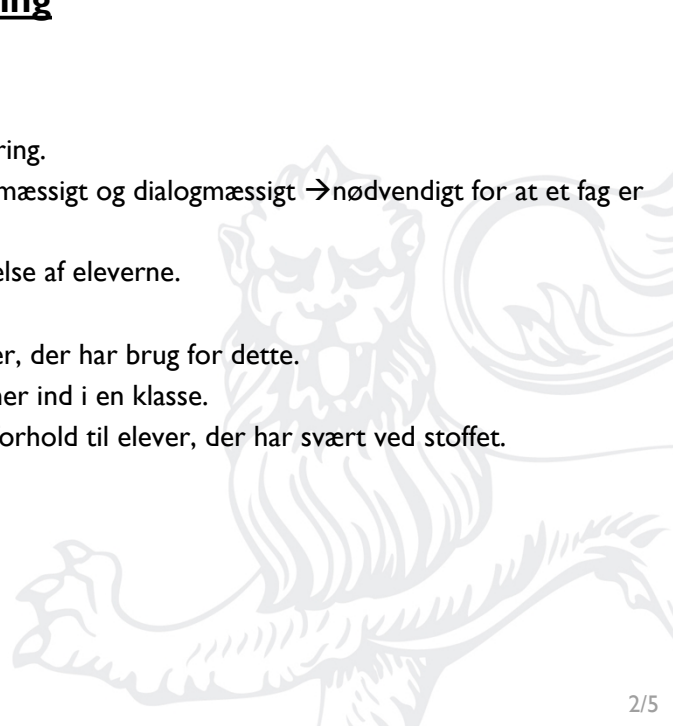 ing
ring.
mæssigt og dialogmæssigt →nødvendigt for at et fag er
else af eleverne.
er, der har brug for dette.
ner ind i en klasse.
orhold til elever, der har svært ved stoffet.
2/5